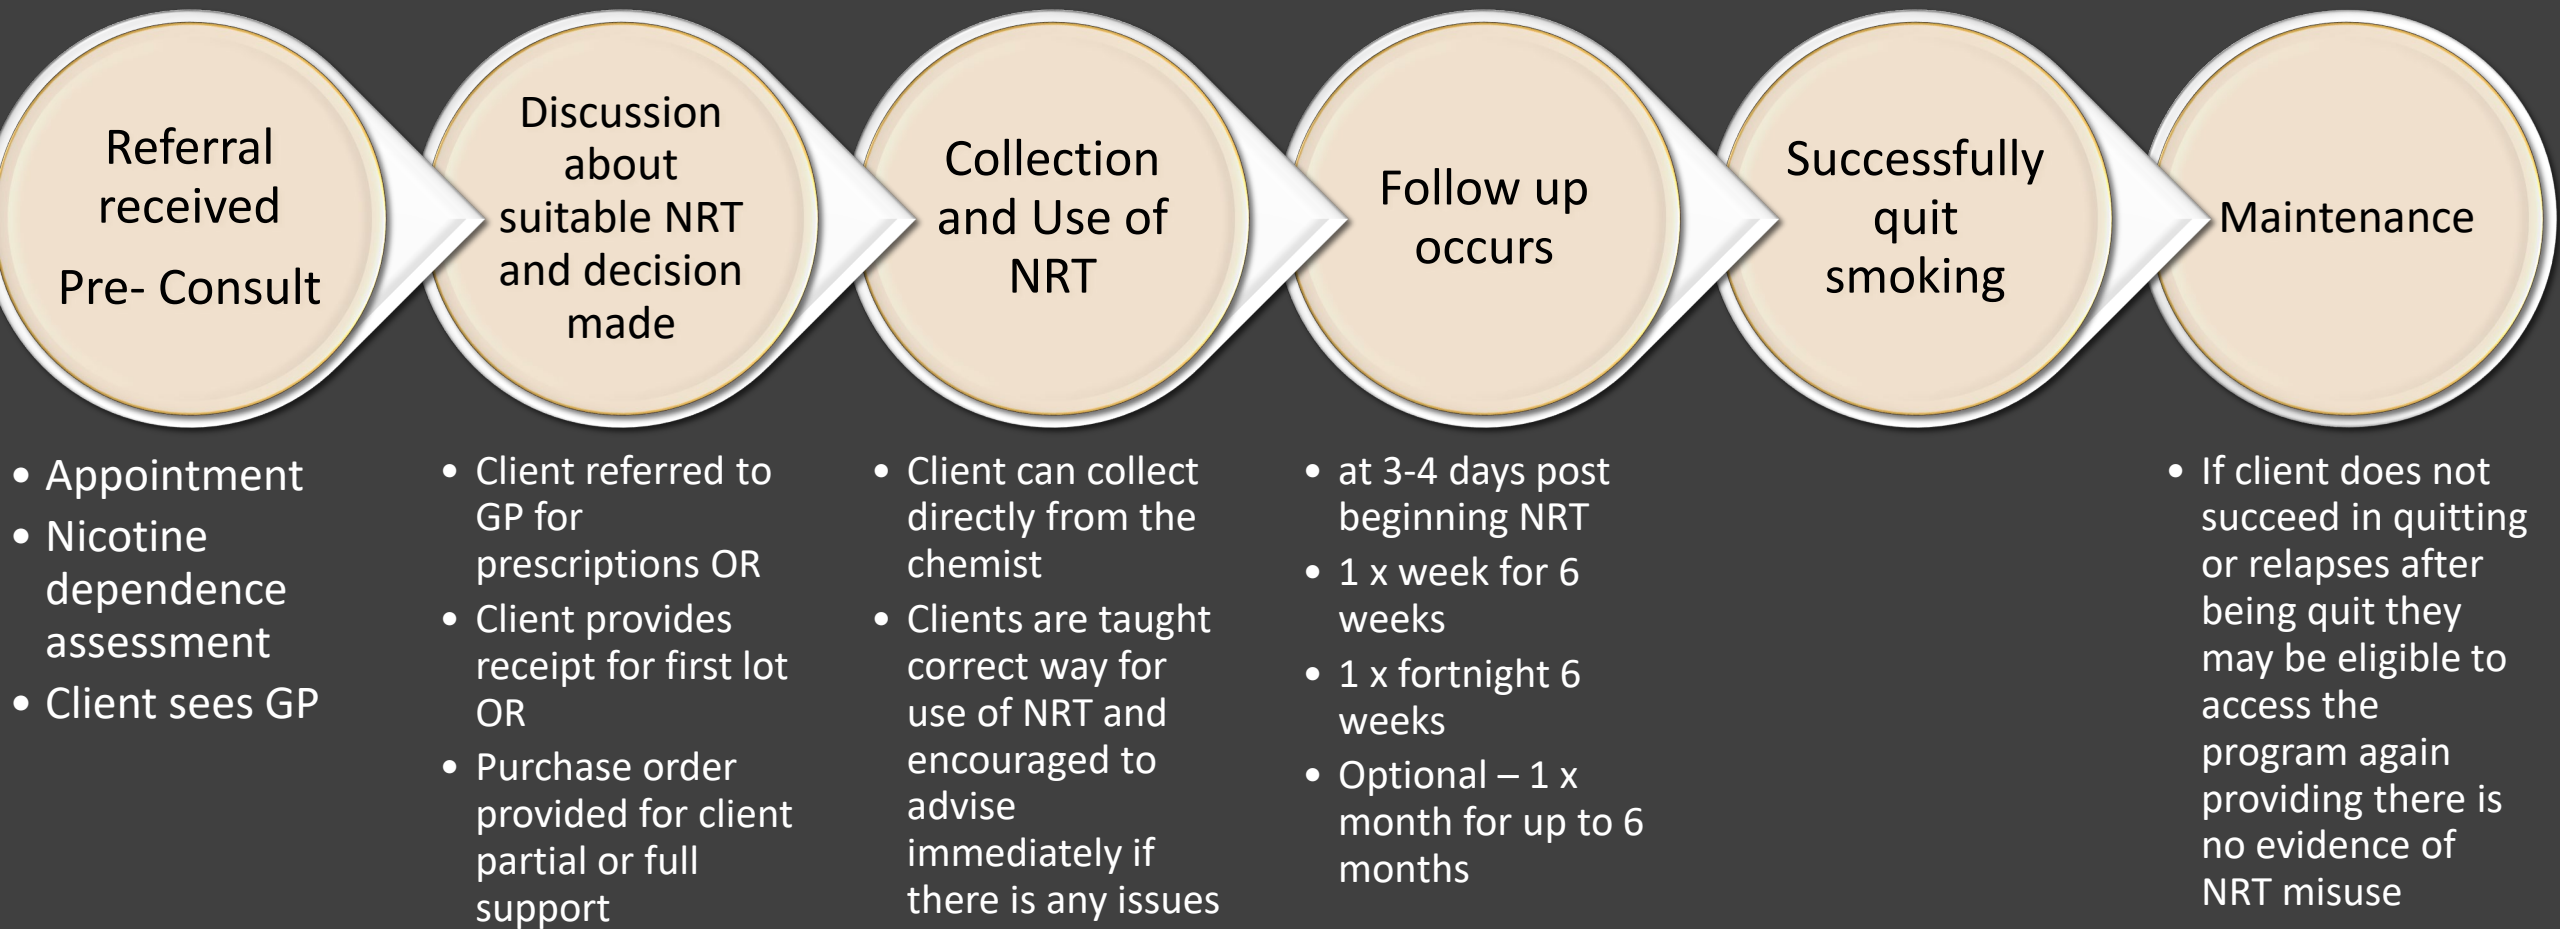 Referral
received
Pre- Consult
• Appointment
• Nicotine
dependence
assessment
• Client sees GP
Discussion
about
suitable NRT
and decision
made
• Client referred to
GP for
prescriptions OR
• Client provides
receipt for first lot
OR
• Purchase order
provided for client
partial or full
support
Collection
and Use of
NRT
• Client can collect
directly from the
chemist
• Clients are taught
correct way for
use of NRT and
encouraged to
advise
immediately if
there is any issues
Follow up
occurs
• at 3-4 days post
beginning NRT
• 1 x week for 6
weeks
• 1 x fortnight 6
weeks
• Optional – 1 x
month for up to 6
months
Successfully
quit
smoking
Maintenance
• If client does not
succeed in quitting
or relapses after
being quit they
may be eligible to
access the
program again
providing there is
no evidence of
NRT misuse